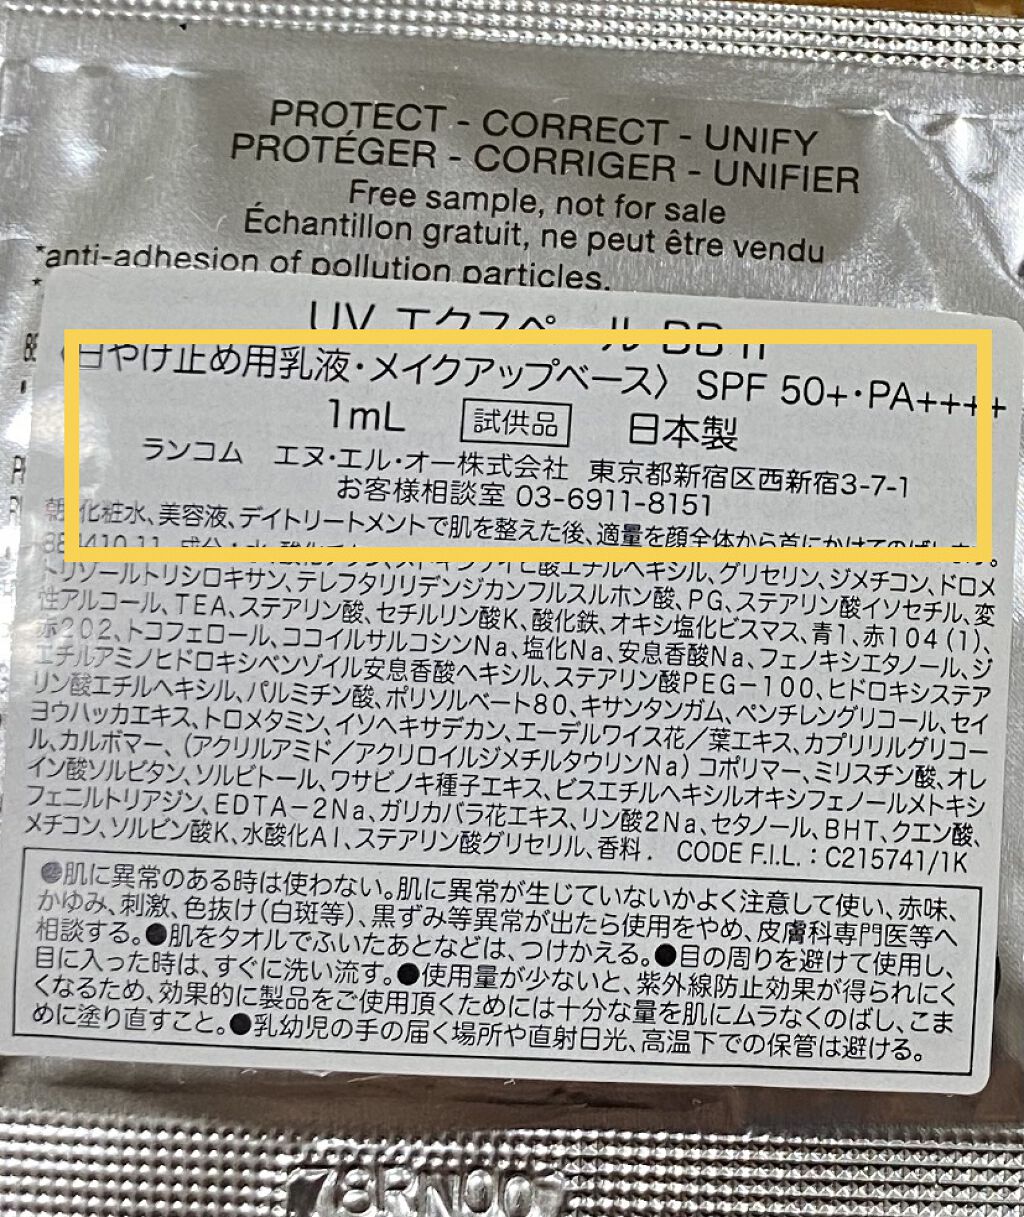 PROTECT - CORRECT - UNIFY
PROTÉGER - CORRIGER - UNIFIER
Free sample, not for sale
Échantillon gratuit, ne peut être vendu
*anti-adhesion of pollution particles.
UV エクスペール BB n
〈日やけ止め用乳液・メイクアップベース〉 SPF 50+・PA++++
1mL 試供品 日本製
ランコム エヌ・エル・オー株式会社 東京都新宿区西新宿3-7-1
お客様相談室 03-6911-8151
朝、化粧水、美容液、デイトリートメントで肌を整えた後、適量を顔全体から首にかけてのばします。
成分：水、エチルヘキシル、グリセリン、ジメチコン、ドロメ
トリゾールトリシロキサン、テレフタリリデンジカンフルスルホン酸、PG、ステアリン酸イソセチル、変
性アルコール、TEA、ステアリン酸、セチルリン酸K、酸化鉄、オキシ塩化ビスマス、青1、赤104(1)、
赤202、トコフェロール、ココイルサルコシンNa、塩化Na、安息香酸Na、フェノキシエタノール、ジ
エチルアミノヒドロキシベンゾイル安息香酸ヘキシル、ステアリン酸PEG-100、ヒドロキシステア
リン酸エチルヘキシル、パルミチン酸、ポリソルベート80、キサンタンガム、ペンチレングリコール、セイ
ヨウハッカエキス、トロメタミン、イソヘキサデカン、エーデルワイス花／葉エキス、カプリリルグリコー
ル、カルボマー、(アクリルアミド／アクリロイルジメチルタウリンNa)コポリマー、ミリスチン酸、オレ
イン酸ソルビタン、ソルビトール、ワサビノキ種子エキス、ビスエチルヘキシルオキシフェノールメトキシ
フェニルトリアジン、EDTA-2Na、ガリカバラ花エキス、リン酸2Na、セタノール、BHT、クエン酸、
メチコン、ソルビン酸K、水酸化Al、ステアリン酸グリセリル、香料． CODE F.I.L.：C215741/1K
●肌に異常のある時は使わない。肌に異常が生じていないかよく注意して使い、赤味、
かゆみ、刺激、色抜け(白斑等)、黒ずみ等異常が出たら使用をやめ、皮膚科専門医等へ
相談する。●肌をタオルでふいたあとなどは、つけかえる。●目の周りを避けて使用し、
目に入った時は、すぐに洗い流す。●使用量が少ないと、紫外線防止効果が得られにく
くなるため、効果的に製品をご使用頂くためには十分な量を肌にムラなくのばし、こま
めに塗り直すこと。●乳幼児の手の届く場所や直射日光、高温下での保管は避ける。